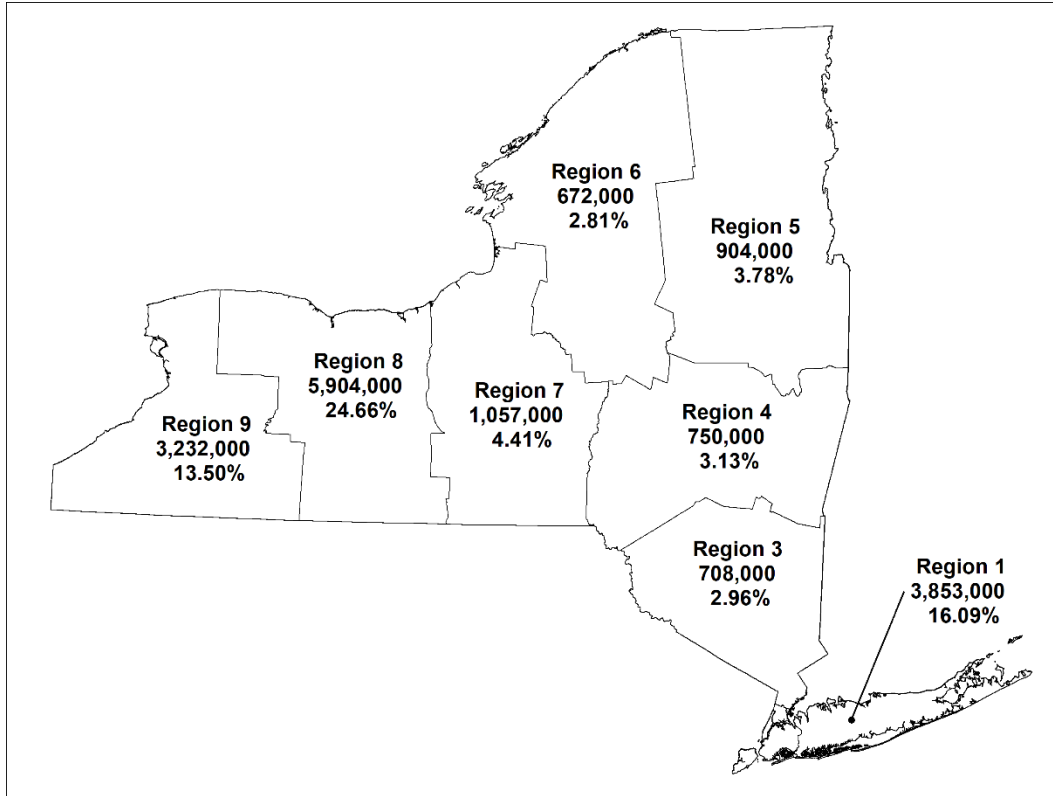 Region 6
672,000
2.81%
Region 5
904,000
3.78%
Region 8
5,904,000
24.66%
Region 7
1,057,000
4.41%
Region 9
3,232,000
13.50%
Region 4
750,000
3.13%
Region 3
708,000
2.96%
Region 1
3,853,000
16.09%